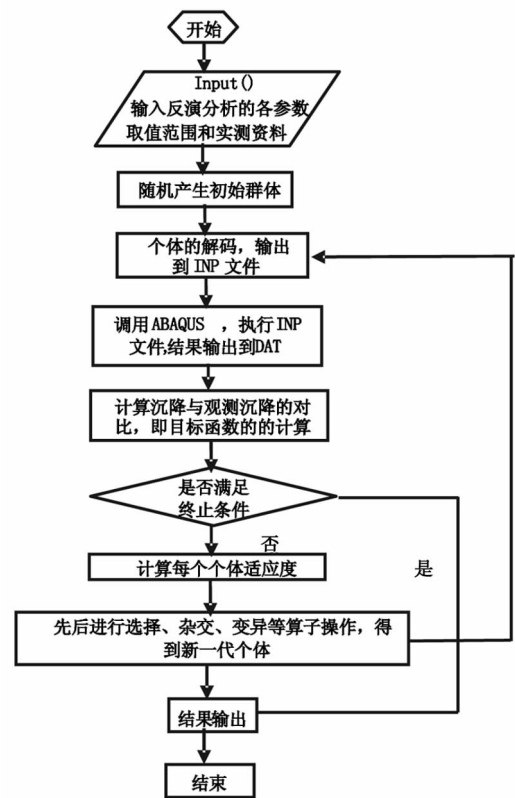 开始
Input()
输入反演分析的各参数
取值范围和实测资料
随机产生初始群体
个体的解码，输出
到 INP 文件
调用ABAQUS ，执行INP
文件,结果输出到DAT
计算沉降与观测沉降的对
比，即目标函数的的计算
是否满足
终止条件
否
计算每个个体适应度
是
先后进行选择、杂交、变异等算子操作，得
到新一代个体
结果输出
结束